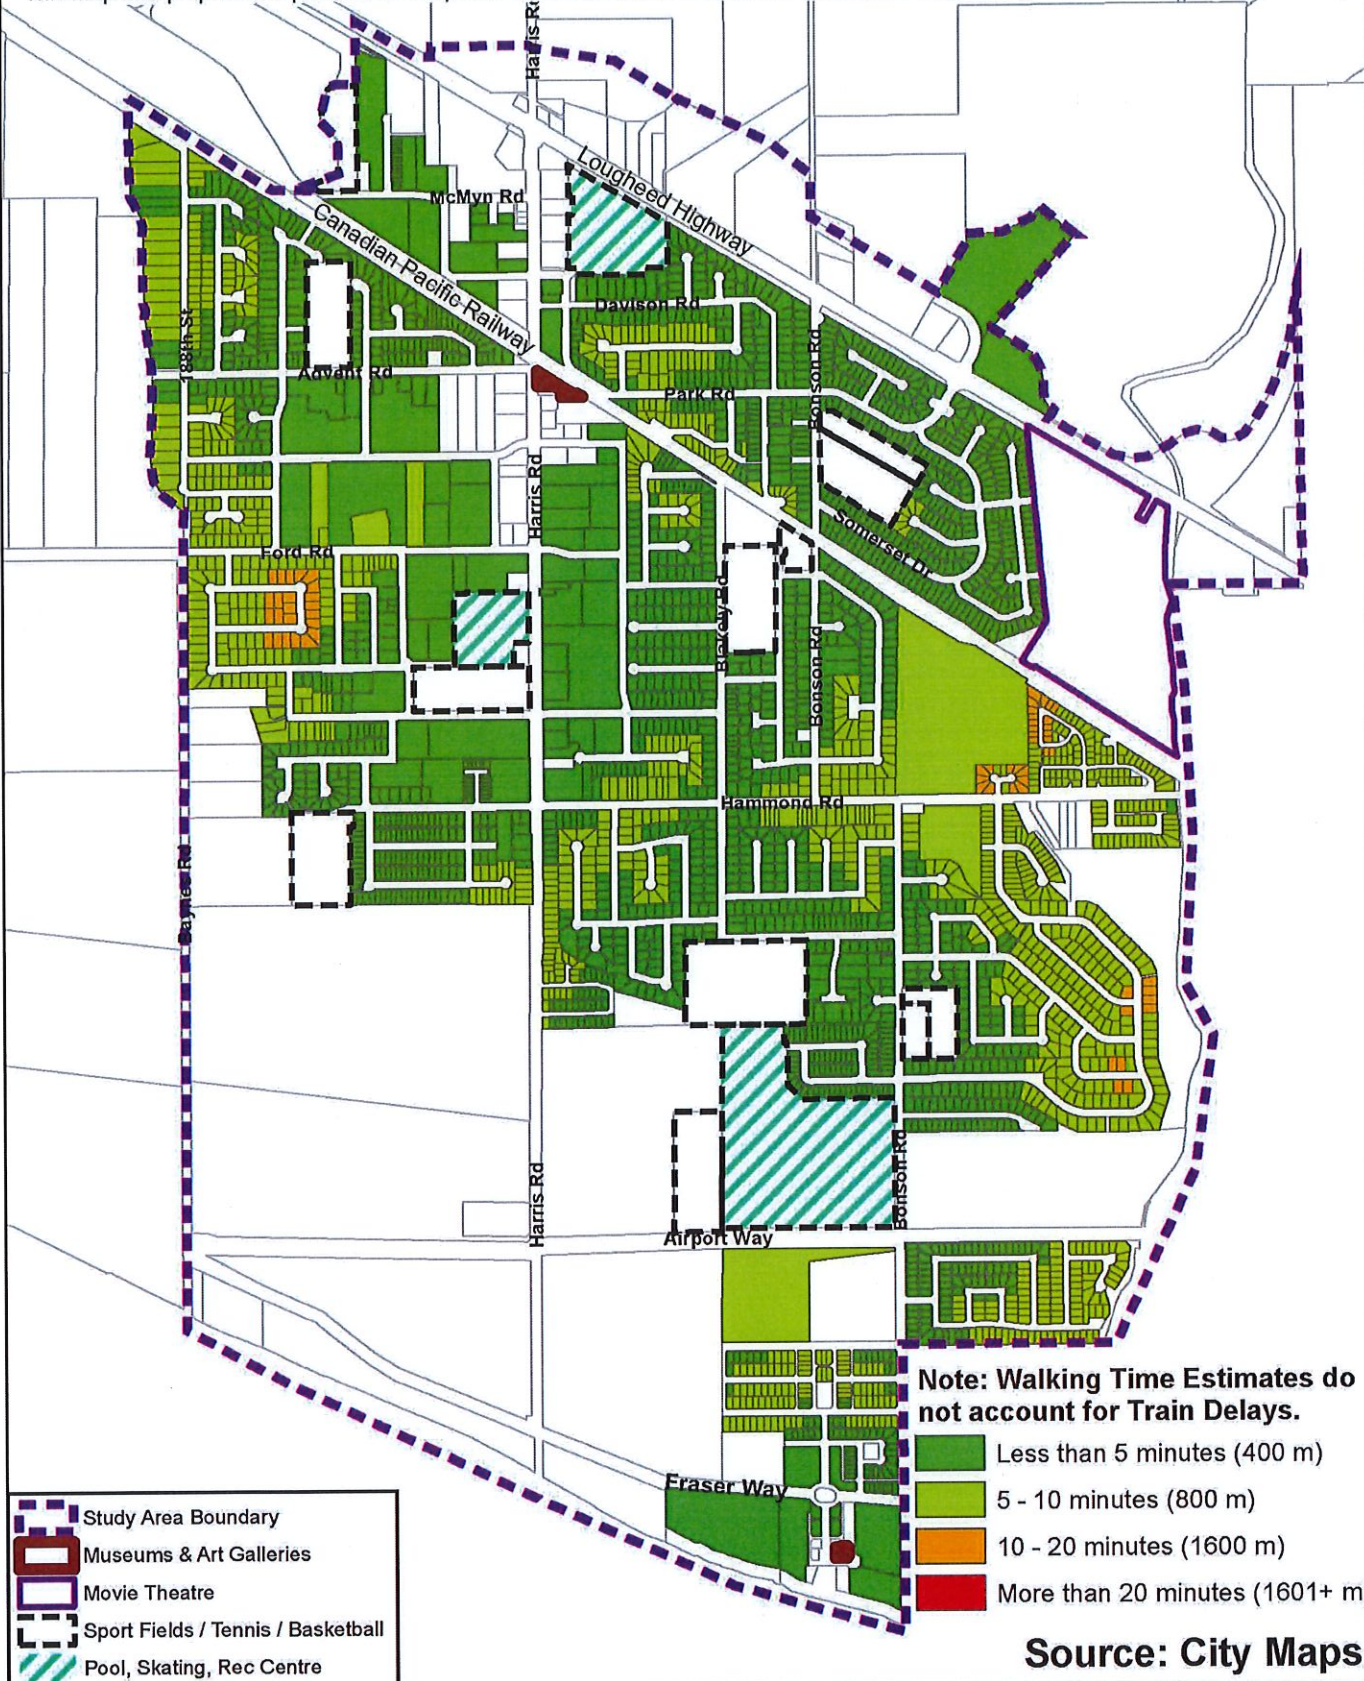 Harris Rd
Lougheed Highway
McMyn Rd
Canadian Pacific Railway
Davison Rd
188th St
Bonson Rd
Advent Rd
Park Rd
Harris Rd
Somerset Dr
Ford Rd
Blakely Rd
Bonson Rd
Hammond Rd
Baynes Rd
Bonson Rd
Harris Rd
Airport Way
Fraser Way
Note: Walking Time Estimates do
not account for Train Delays.
Less than 5 minutes (400 m)
5 - 10 minutes (800 m)
10 - 20 minutes (1600 m)
More than 20 minutes (1601+ m
Source: City Maps
Study Area Boundary
Museums & Art Galleries
Movie Theatre
Sport Fields / Tennis / Basketball
Pool, Skating, Rec Centre